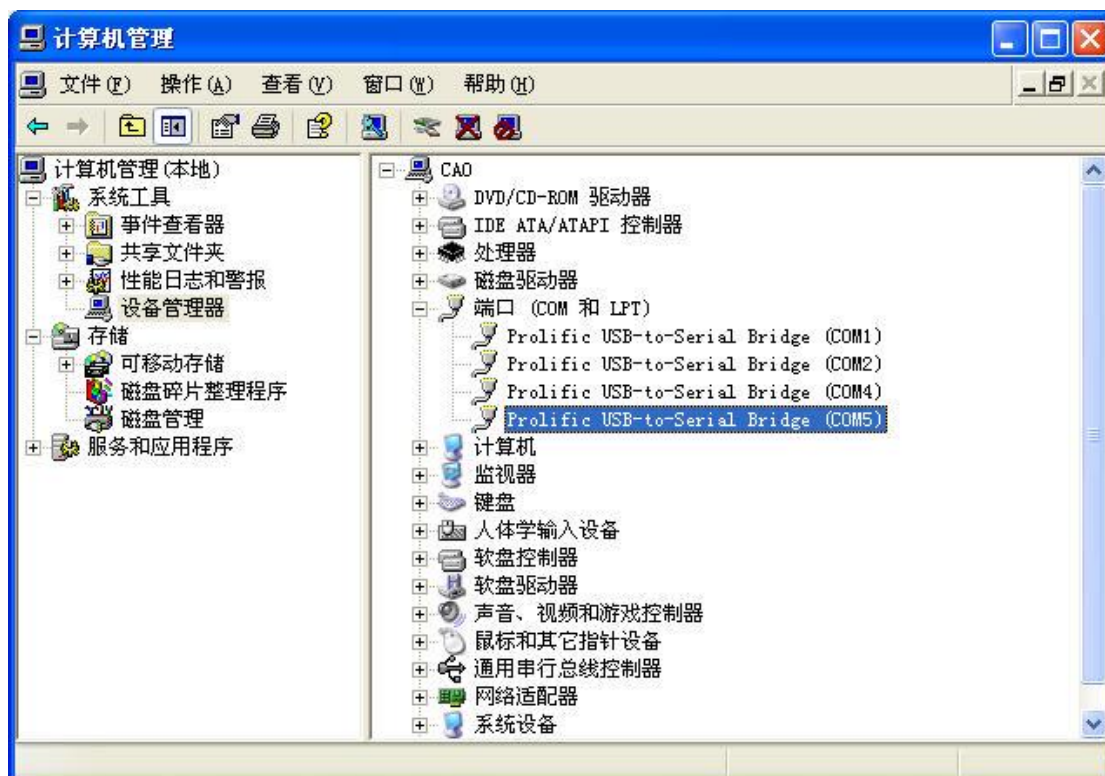 计算机管理
文件(F) 操作(A) 查看(V) 窗口(W) 帮助(H)
计算机管理(本地)
系统工具
事件查看器
共享文件夹
性能日志和警报
设备管理器
存储
可移动存储
磁盘碎片整理程序
磁盘管理
服务和应用程序
CAO
DVD/CD-ROM 驱动器
IDE ATA/ATAPI 控制器
处理器
磁盘驱动器
端口 (COM 和 LPT)
Prolific USB-to-Serial Bridge (COM1)
Prolific USB-to-Serial Bridge (COM2)
Prolific USB-to-Serial Bridge (COM4)
Prolific USB-to-Serial Bridge (COM5)
计算机
监视器
键盘
人体学输入设备
软盘控制器
软盘驱动器
声音、视频和游戏控制器
鼠标和其它指针设备
通用串行总线控制器
网络适配器
系统设备